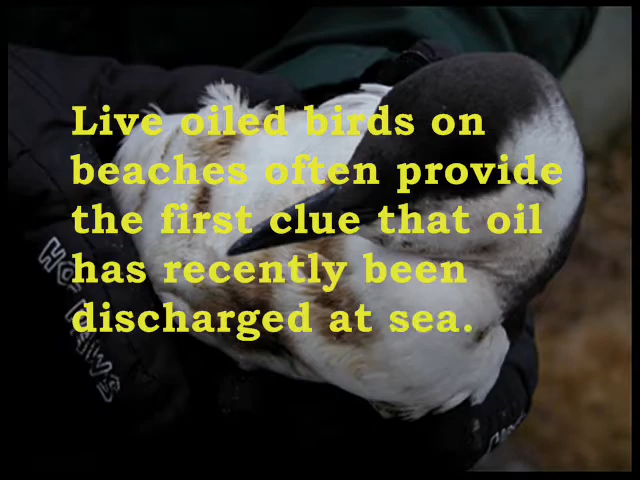 Live oiled birds on
beaches often provide
the first clue that oil
has recently been
discharged at sea.